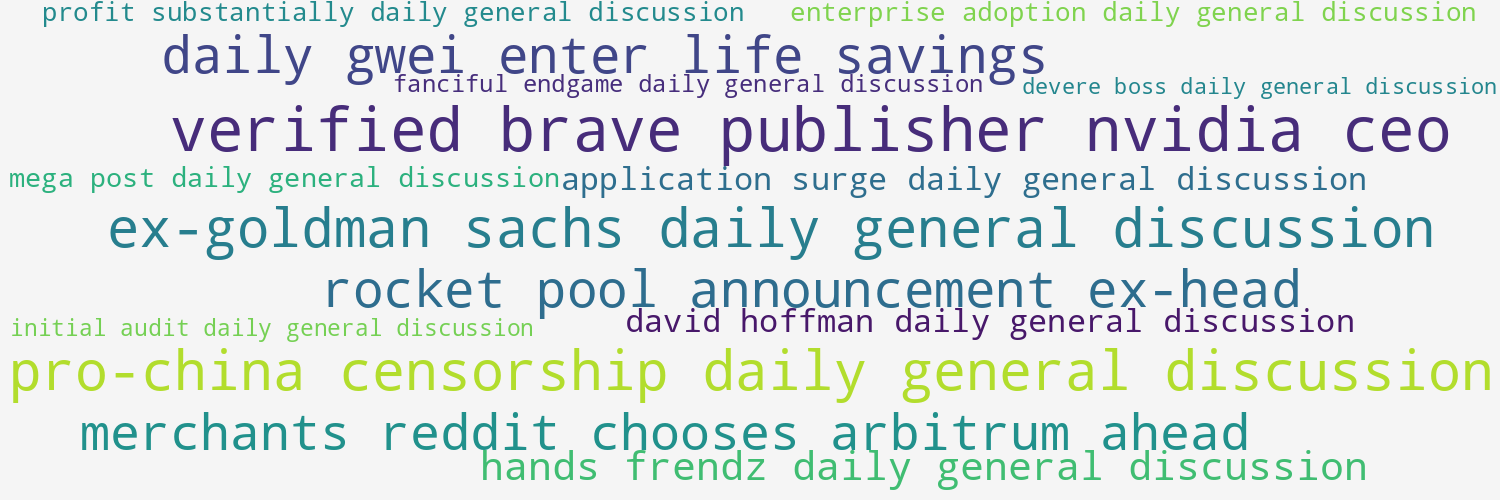 profit substantially daily general discussion
enterprise adoption daily general discussion
daily gwei enter life savings
fanciful endgame daily general discussion
devere boss daily general discussion
verified brave publisher nvidia ceo
mega post daily general discussion
application surge daily general discussion
ex-goldman sachs daily general discussion
rocket pool announcement ex-head
david hoffman daily general discussion
initial audit daily general discussion
pro-china censorship daily general discussion
merchants reddit chooses arbitrum ahead
hands frendz daily general discussion